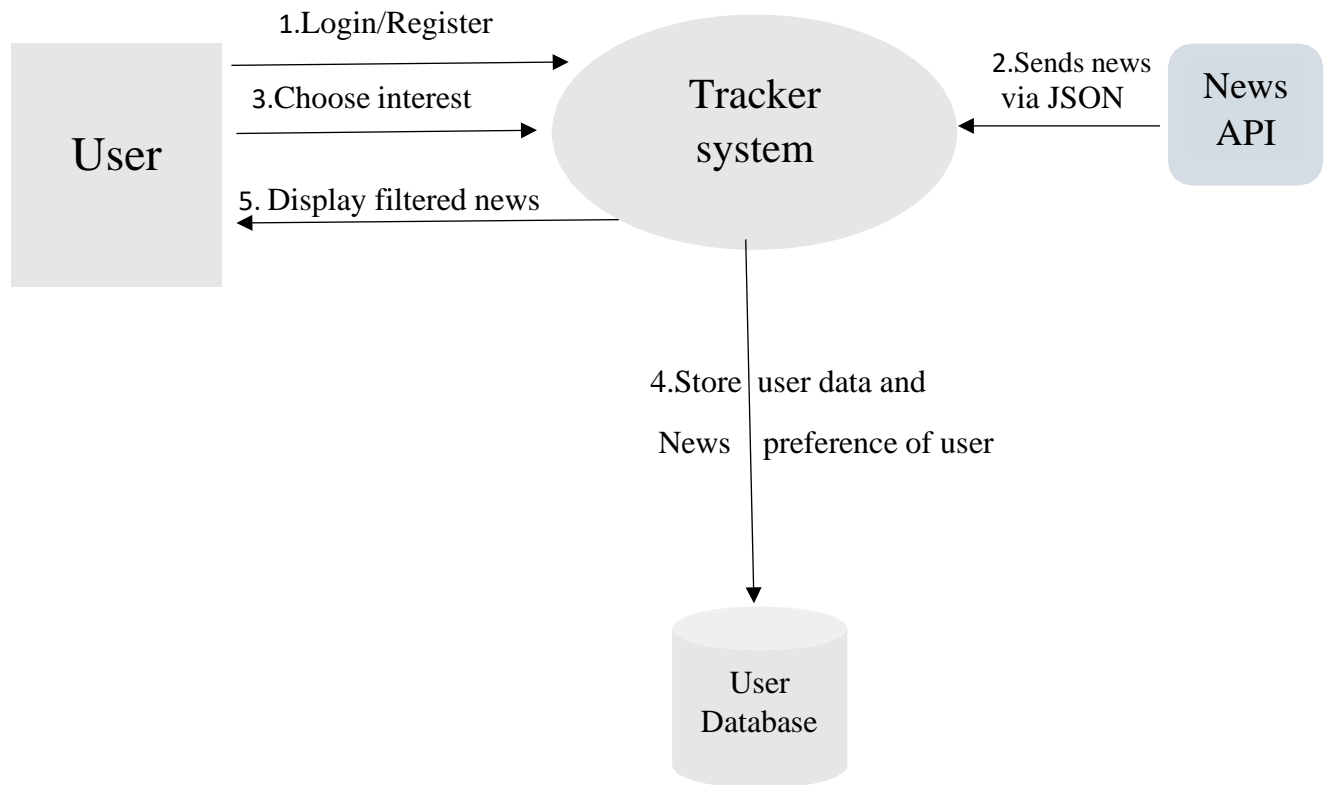 1.Login/Register
3.Choose interest
User
5. Display filtered news
Tracker
system
2.Sends news
via JSON
News
API
4.Store user data and
News preference of user
User
Database